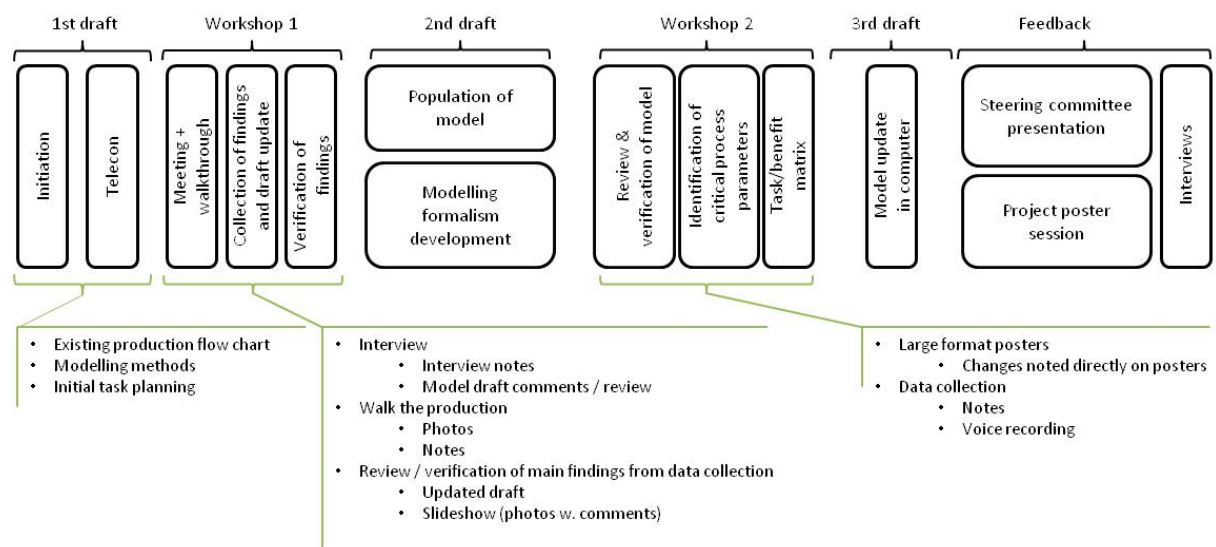 1st draft
Workshop 1
2nd draft
Workshop 2
3rd draft
Feedback
Initiation
Telecon
Meeting +
walkthrough
Collection of findings
and draft update
Verification of
findings
Population of
model
Modelling
formalism
development
Review &
verification of model
Identification of
critical process
parameters
Task/benefit
matrix
Model update
in computer
Steering committee
presentation
Project poster
session
Interviews
• Existing production flow chart
• Modelling methods
• Initial task planning
• Interview
• Interview notes
• Model draft comments / review
• Walk the production
• Photos
• Notes
• Review / verification of main findings from data collection
• Updated draft
• Slideshow (photos w. comments)
• Large format posters
• Changes noted directly on posters
• Data collection
• Notes
• Voice recording